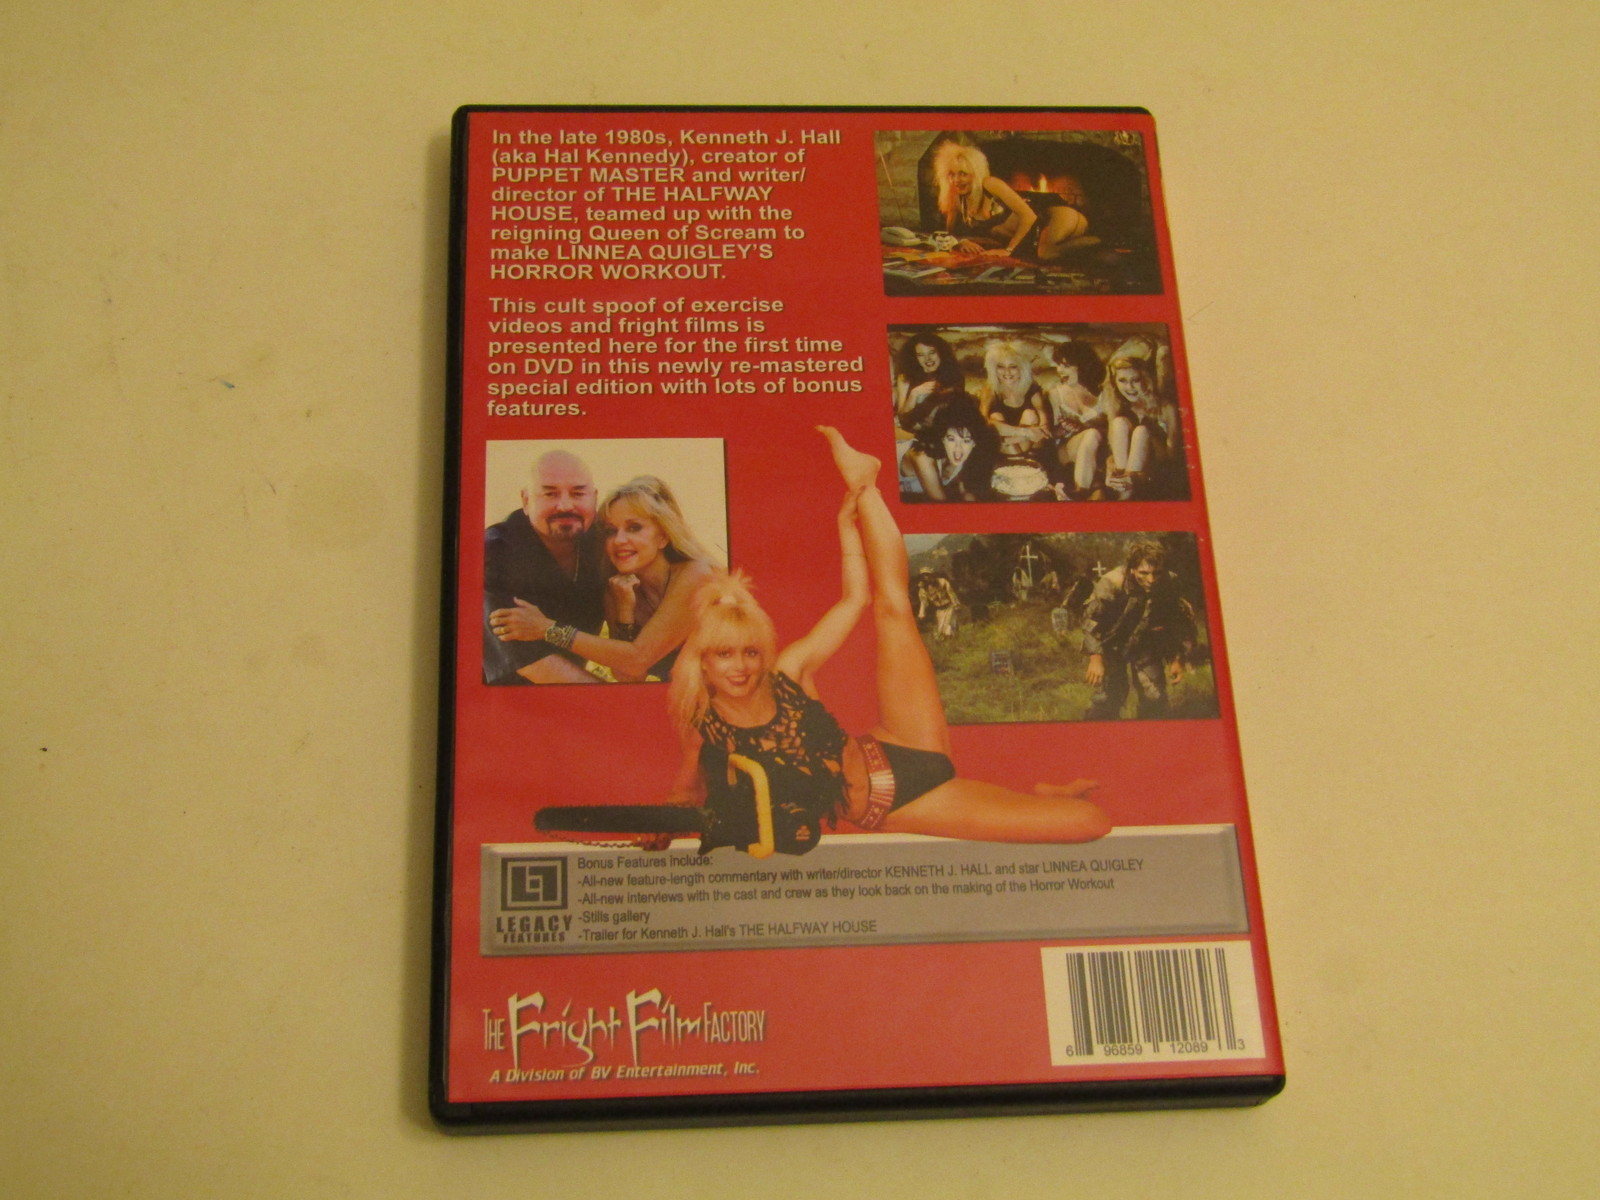 In the late 1980s, Kenneth J. Hall
(aka Hal Kennedy), creator of
PUPPET MASTER and writer/
director of THE HALFWAY
HOUSE, teamed up with the
reigning Queen of Scream to
make LINNEA QUIGLEY'S
HORROR WORKOUT.
This cult spoof of exercise
videos and fright films is
presented here for the first time
on DVD in this newly re-mastered
special edition with lots of bonus
features.
Bonus Features include:
-All-new feature-length commentary with writer/director KENNETH J. HALL and star LINNEA QUIGLEY
-All-new interviews with the cast and crew as they look back on the making of the Horror Workout
-Stills gallery
-Trailer for Kenneth J. Hall's THE HALFWAY HOUSE
LEGACY
FEATURES
THE Fright Film FACTORY
A Division of BV Entertainment, Inc.
6 96859 12089 3